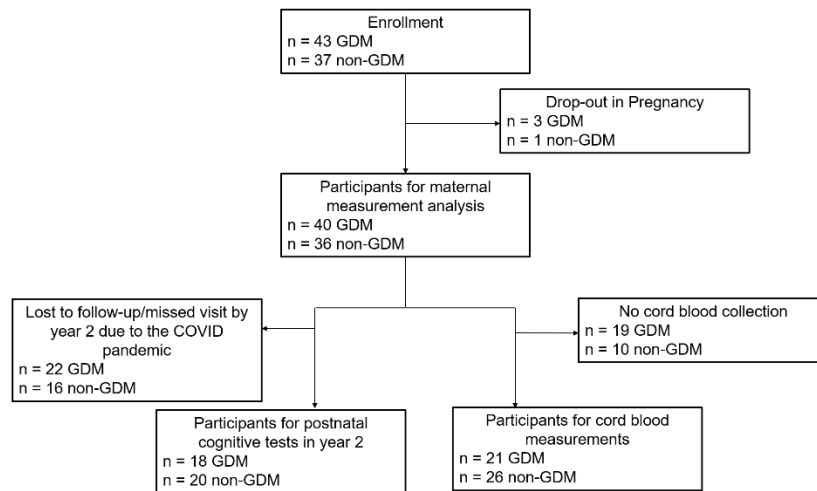 Enrollment
n = 43 GDM
n = 37 non-GDM
Drop-out in Pregnancy
n = 3 GDM
n = 1 non-GDM
Participants for maternal
measurement analysis
n = 40 GDM
n = 36 non-GDM
Lost to follow-up/missed visit by
year 2 due to the COVID
pandemic
n = 22 GDM
n = 16 non-GDM
No cord blood collection
n = 19 GDM
n = 10 non-GDM
Participants for postnatal
cognitive tests in year 2
n = 18 GDM
n = 20 non-GDM
Participants for cord blood
measurements
n = 21 GDM
n = 26 non-GDM